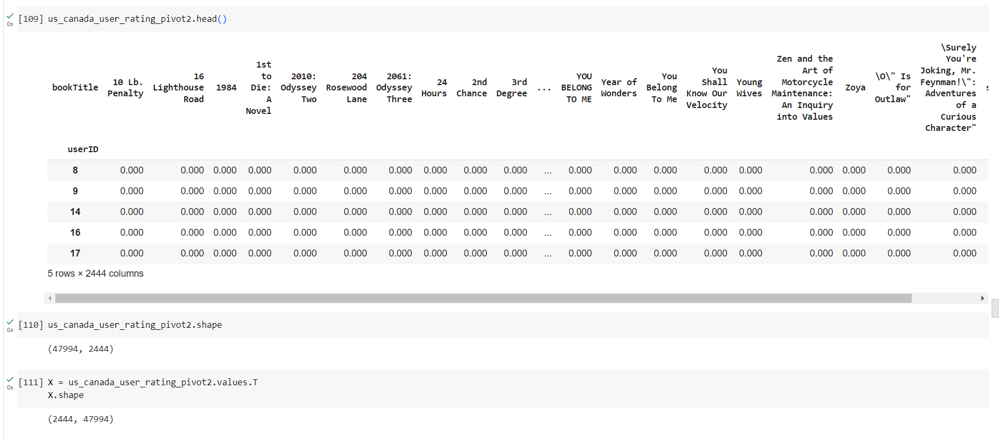 [109] us_canada_user_rating_pivot2.head()
0s
bookTitle 10 Lb. Penalty 16 Lighthouse Road 1984 1st to Die: A Novel 2010: Odyssey Two 204 Rosewood Lane 2061: Odyssey Three 24 Hours 2nd Chance 3rd Degree ... YOU BELONG TO ME Year of Wonders You Belong To Me You Shall Know Our Velocity Young Wives Zen and the Art of Motorcycle Maintenance: An Inquiry into Values Zoya \O\" Is for Outlaw" \Surely You're Joking, Mr. Feynman!\": Adventures of a Curious Character"
userID
8 0.000 0.000 0.000 0.000 0.000 0.000 0.000 0.000 0.000 0.000 ... 0.000 0.000 0.000 0.000 0.000 0.000 0.000 0.000 0.000
9 0.000 0.000 0.000 0.000 0.000 0.000 0.000 0.000 0.000 0.000 ... 0.000 0.000 0.000 0.000 0.000 0.000 0.000 0.000 0.000
14 0.000 0.000 0.000 0.000 0.000 0.000 0.000 0.000 0.000 0.000 ... 0.000 0.000 0.000 0.000 0.000 0.000 0.000 0.000 0.000
16 0.000 0.000 0.000 0.000 0.000 0.000 0.000 0.000 0.000 0.000 ... 0.000 0.000 0.000 0.000 0.000 0.000 0.000 0.000 0.000
17 0.000 0.000 0.000 0.000 0.000 0.000 0.000 0.000 0.000 0.000 ... 0.000 0.000 0.000 0.000 0.000 0.000 0.000 0.000 0.000
5 rows × 2444 columns
[110] us_canada_user_rating_pivot2.shape
0s
(47994, 2444)
[111] X = us_canada_user_rating_pivot2.values.T
0s
X.shape
(2444, 47994)